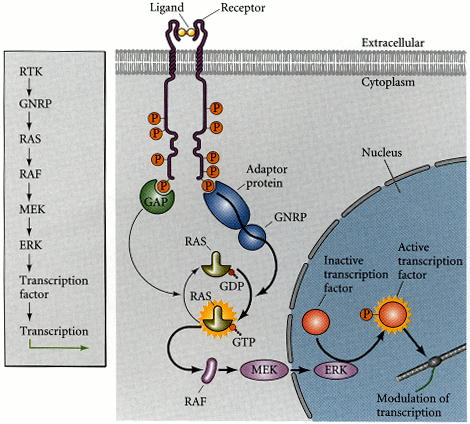 Ligand
Receptor
Extracellular
Cytoplasm
RTK
GNRP
RAS
RAF
MEK
ERK
Transcription
factor
Transcription
P
P
P
P
P
P
P
P
P
GAP
Adaptor
protein
GNRP
RAS
GDP
RAS
GTP
RAF
MEK
ERK
Nucleus
Inactive
transcription
factor
Active
transcription
factor
P
Modulation of
transcription